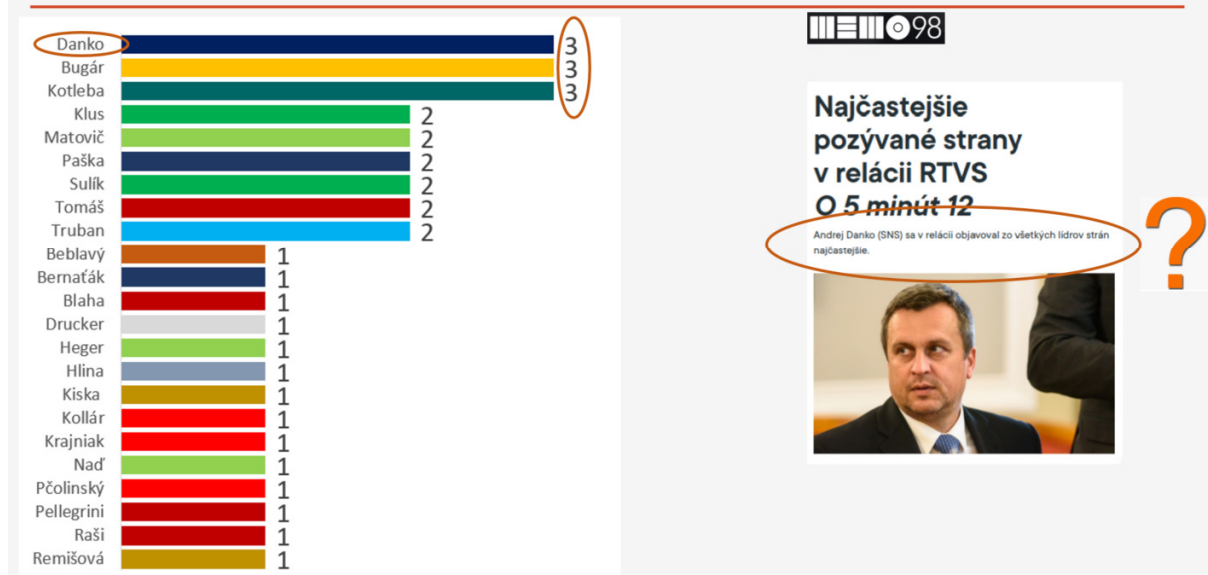 Danko 3
Bugár 3
Kotleba 3
Klus 2
Matovič 2
Paška 2
Sulík 2
Tomáš 2
Truban 2
Beblavý 1
Bernaťák 1
Blaha 1
Drucker 1
Heger 1
Hlina 1
Kiska 1
Kollár 1
Krajniak 1
Naď 1
Pčolinský 1
Pellegrini 1
Raši 1
Remišová 1
MEMO98
Najčastejšie
pozývané strany
v relácii RTVS
O 5 minút 12
Andrej Danko (SNS) sa v relácii objavoval zo všetkých lídrov strán
najčastejšie.
?